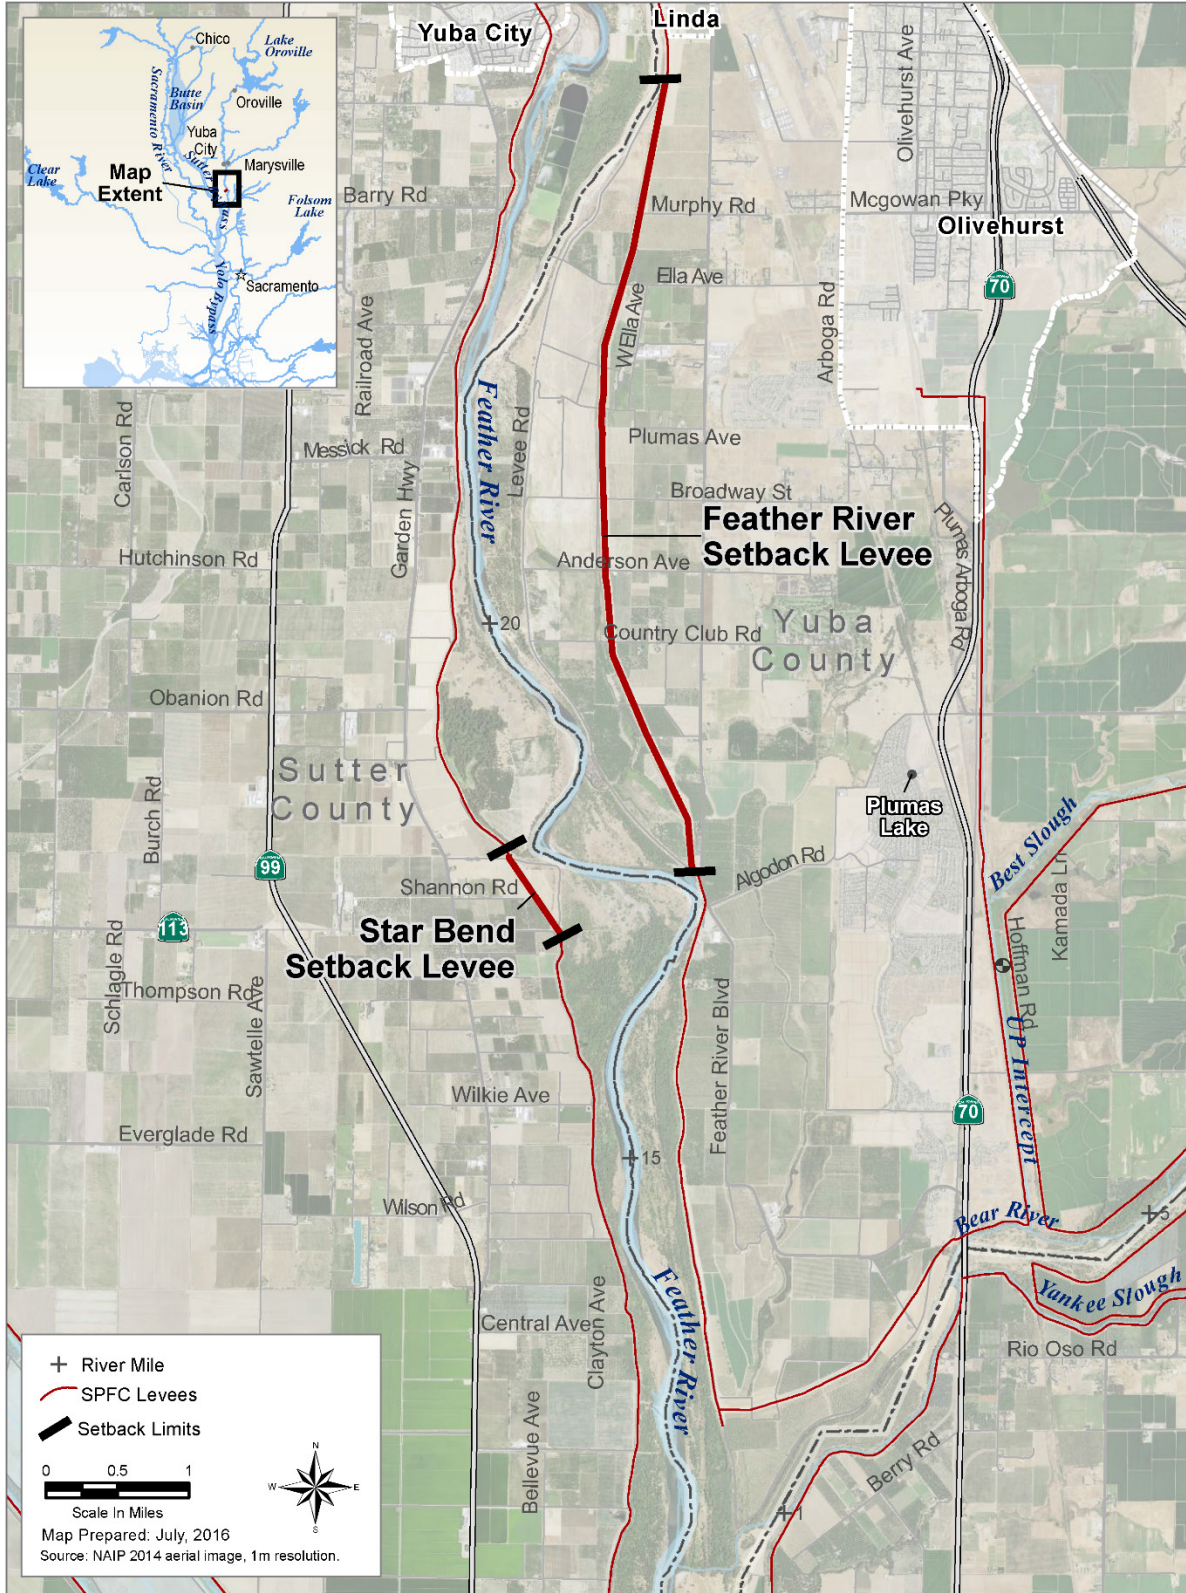 Yuba City
Linda
Chico
Lake
Oroville
Sacramento River
Butte
Basin
Oroville
Yuba
City
Marysville
Clear
Lake
Map
Extent
Folsom
Lake
Yolo Bypass
Sacramento
Barry Rd
Murphy Rd
Mcgowan Pky
Olivehurst Ave
Olivehurst
Ella Ave
70
W Ella Ave
Arboga Rd
Railroad Ave
Carlson Rd
Messick Rd
Garden Hwy
Feather River
Levee Rd
Plumas Ave
Broadway St
Feather River
Setback Levee
Plumas Arboga Rd
Hutchinson Rd
Anderson Ave
20
Country Club Rd
Yuba
County
Obanion Rd
Sutter
County
Burch Rd
Plumas
Lake
Best Slough
99
Shannon Rd
Algodon Rd
Kamada Ln
113
Star Bend
Setback Levee
Schlagle Rd
Thompson Rd
Sawtelle Ave
Hoffman Rd
UP Intercept
Feather River Blvd
Wilkie Ave
70
Everglade Rd
15
Wilson Rd
Bear River
5
Yankee Slough
Feather River
Central Ave
Clayton Ave
Rio Oso Rd
Bellevue Ave
Berry Rd
1
River Mile
SPFC Levees
Setback Limits
0 0.5 1
Scale In Miles
N
W E
S
Map Prepared: July, 2016
Source: NAIP 2014 aerial image, 1m resolution.